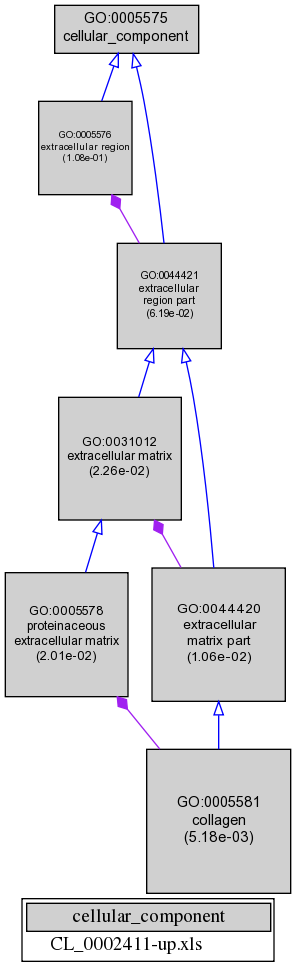 GO:0005575
cellular_component
GO:0005576
extracellular region
(1.08e-01)
GO:0044421
extracellular
region part
(6.19e-02)
GO:0031012
extracellular matrix
(2.26e-02)
GO:0005578
proteinaceous
extracellular matrix
(2.01e-02)
GO:0044420
extracellular
matrix part
(1.06e-02)
GO:0005581
collagen
(5.18e-03)
cellular_component
CL_0002411-up.xls